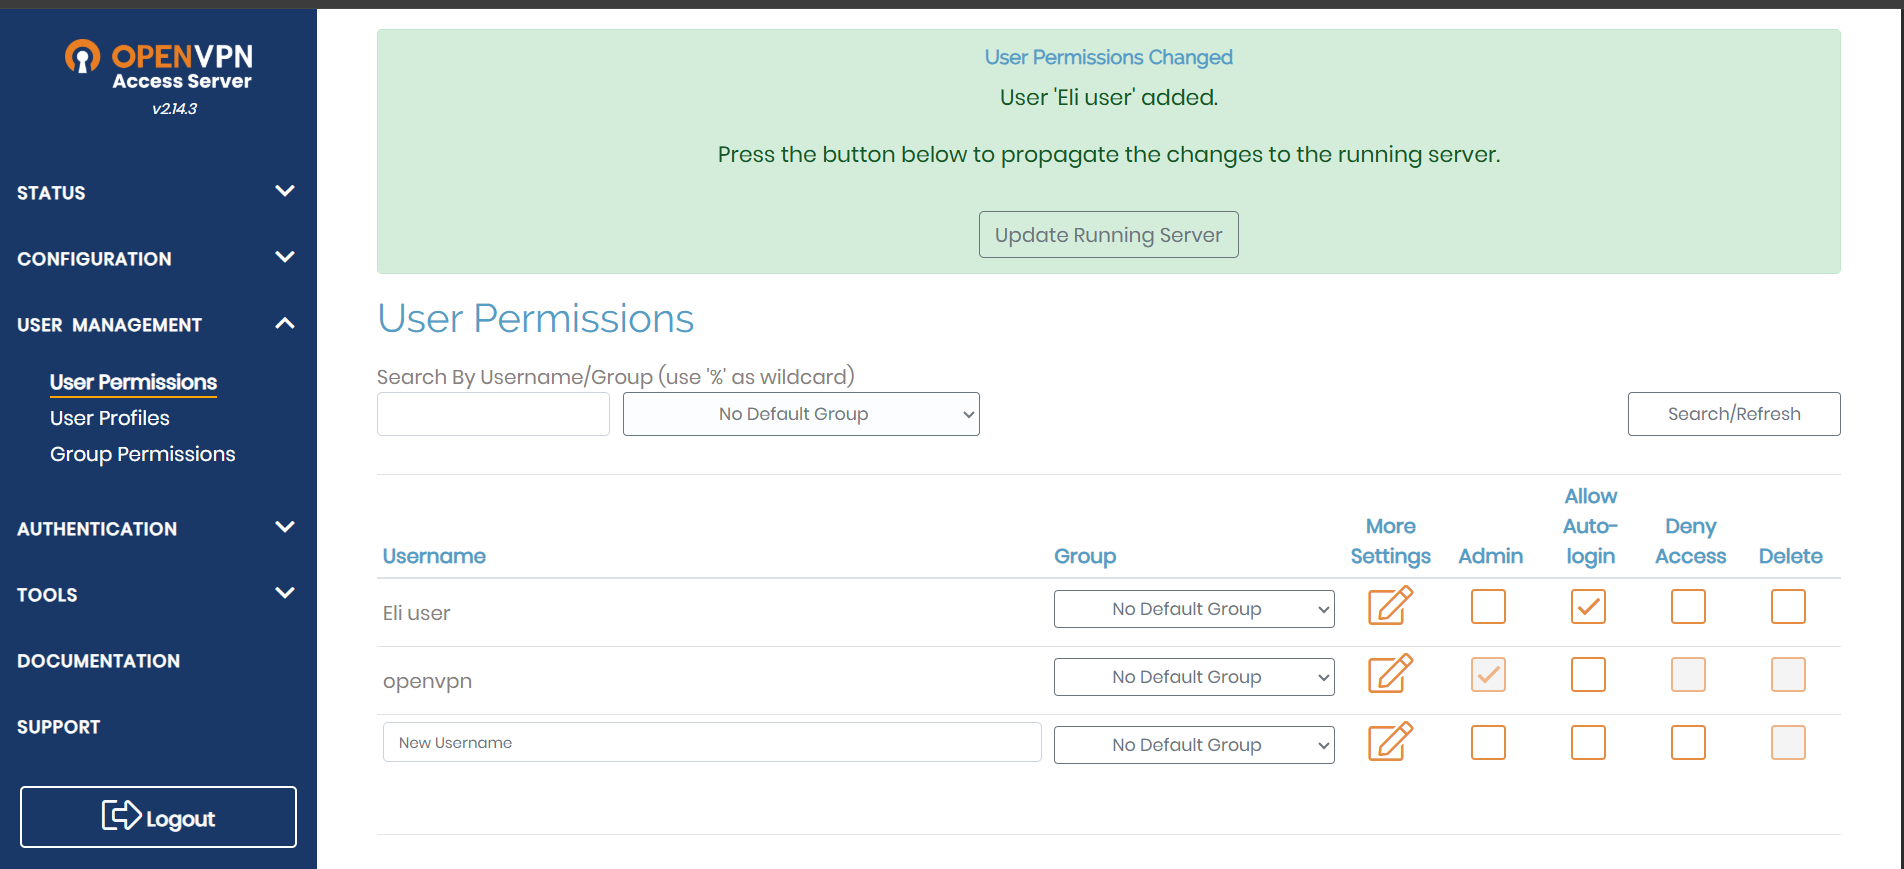 OPENVPN
Access Server
v2.14.3
STATUS
CONFIGURATION
USER MANAGEMENT
User Permissions
User Profiles
Group Permissions
AUTHENTICATION
TOOLS
DOCUMENTATION
SUPPORT
Logout
User Permissions Changed
User 'Eli user' added.
Press the button below to propagate the changes to the running server.
Update Running Server
User Permissions
Search By Username/Group (use '%' as wildcard)
No Default Group
Search/Refresh
Username
Group
More
Settings
Admin
Allow
Auto-
login
Deny
Access
Delete
Eli user
No Default Group
openvpn
No Default Group
New Username
No Default Group